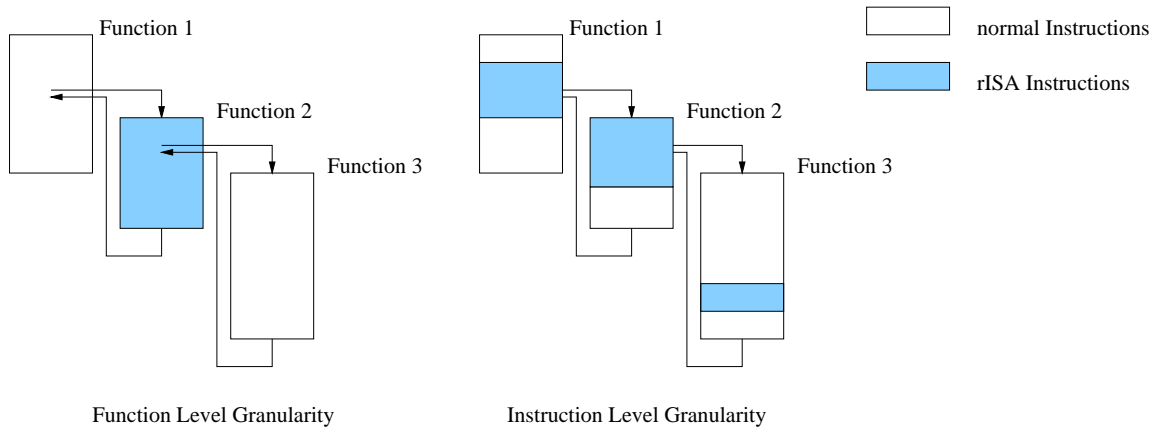 Function 1
Function 2
Function 3
Function Level Granularity
Function 1
Function 2
Function 3
Instruction Level Granularity
normal Instructions
rISA Instructions